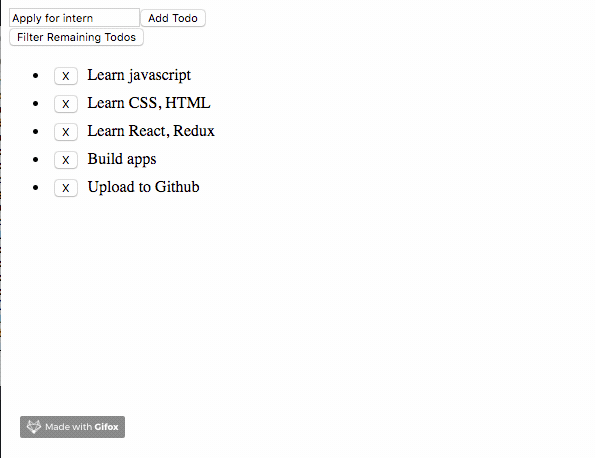 Apply for intern Add Todo
Filter Remaining Todos
X Learn javascript
X Learn CSS, HTML
X Learn React, Redux
X Build apps
X Upload to Github
Made with Gifox